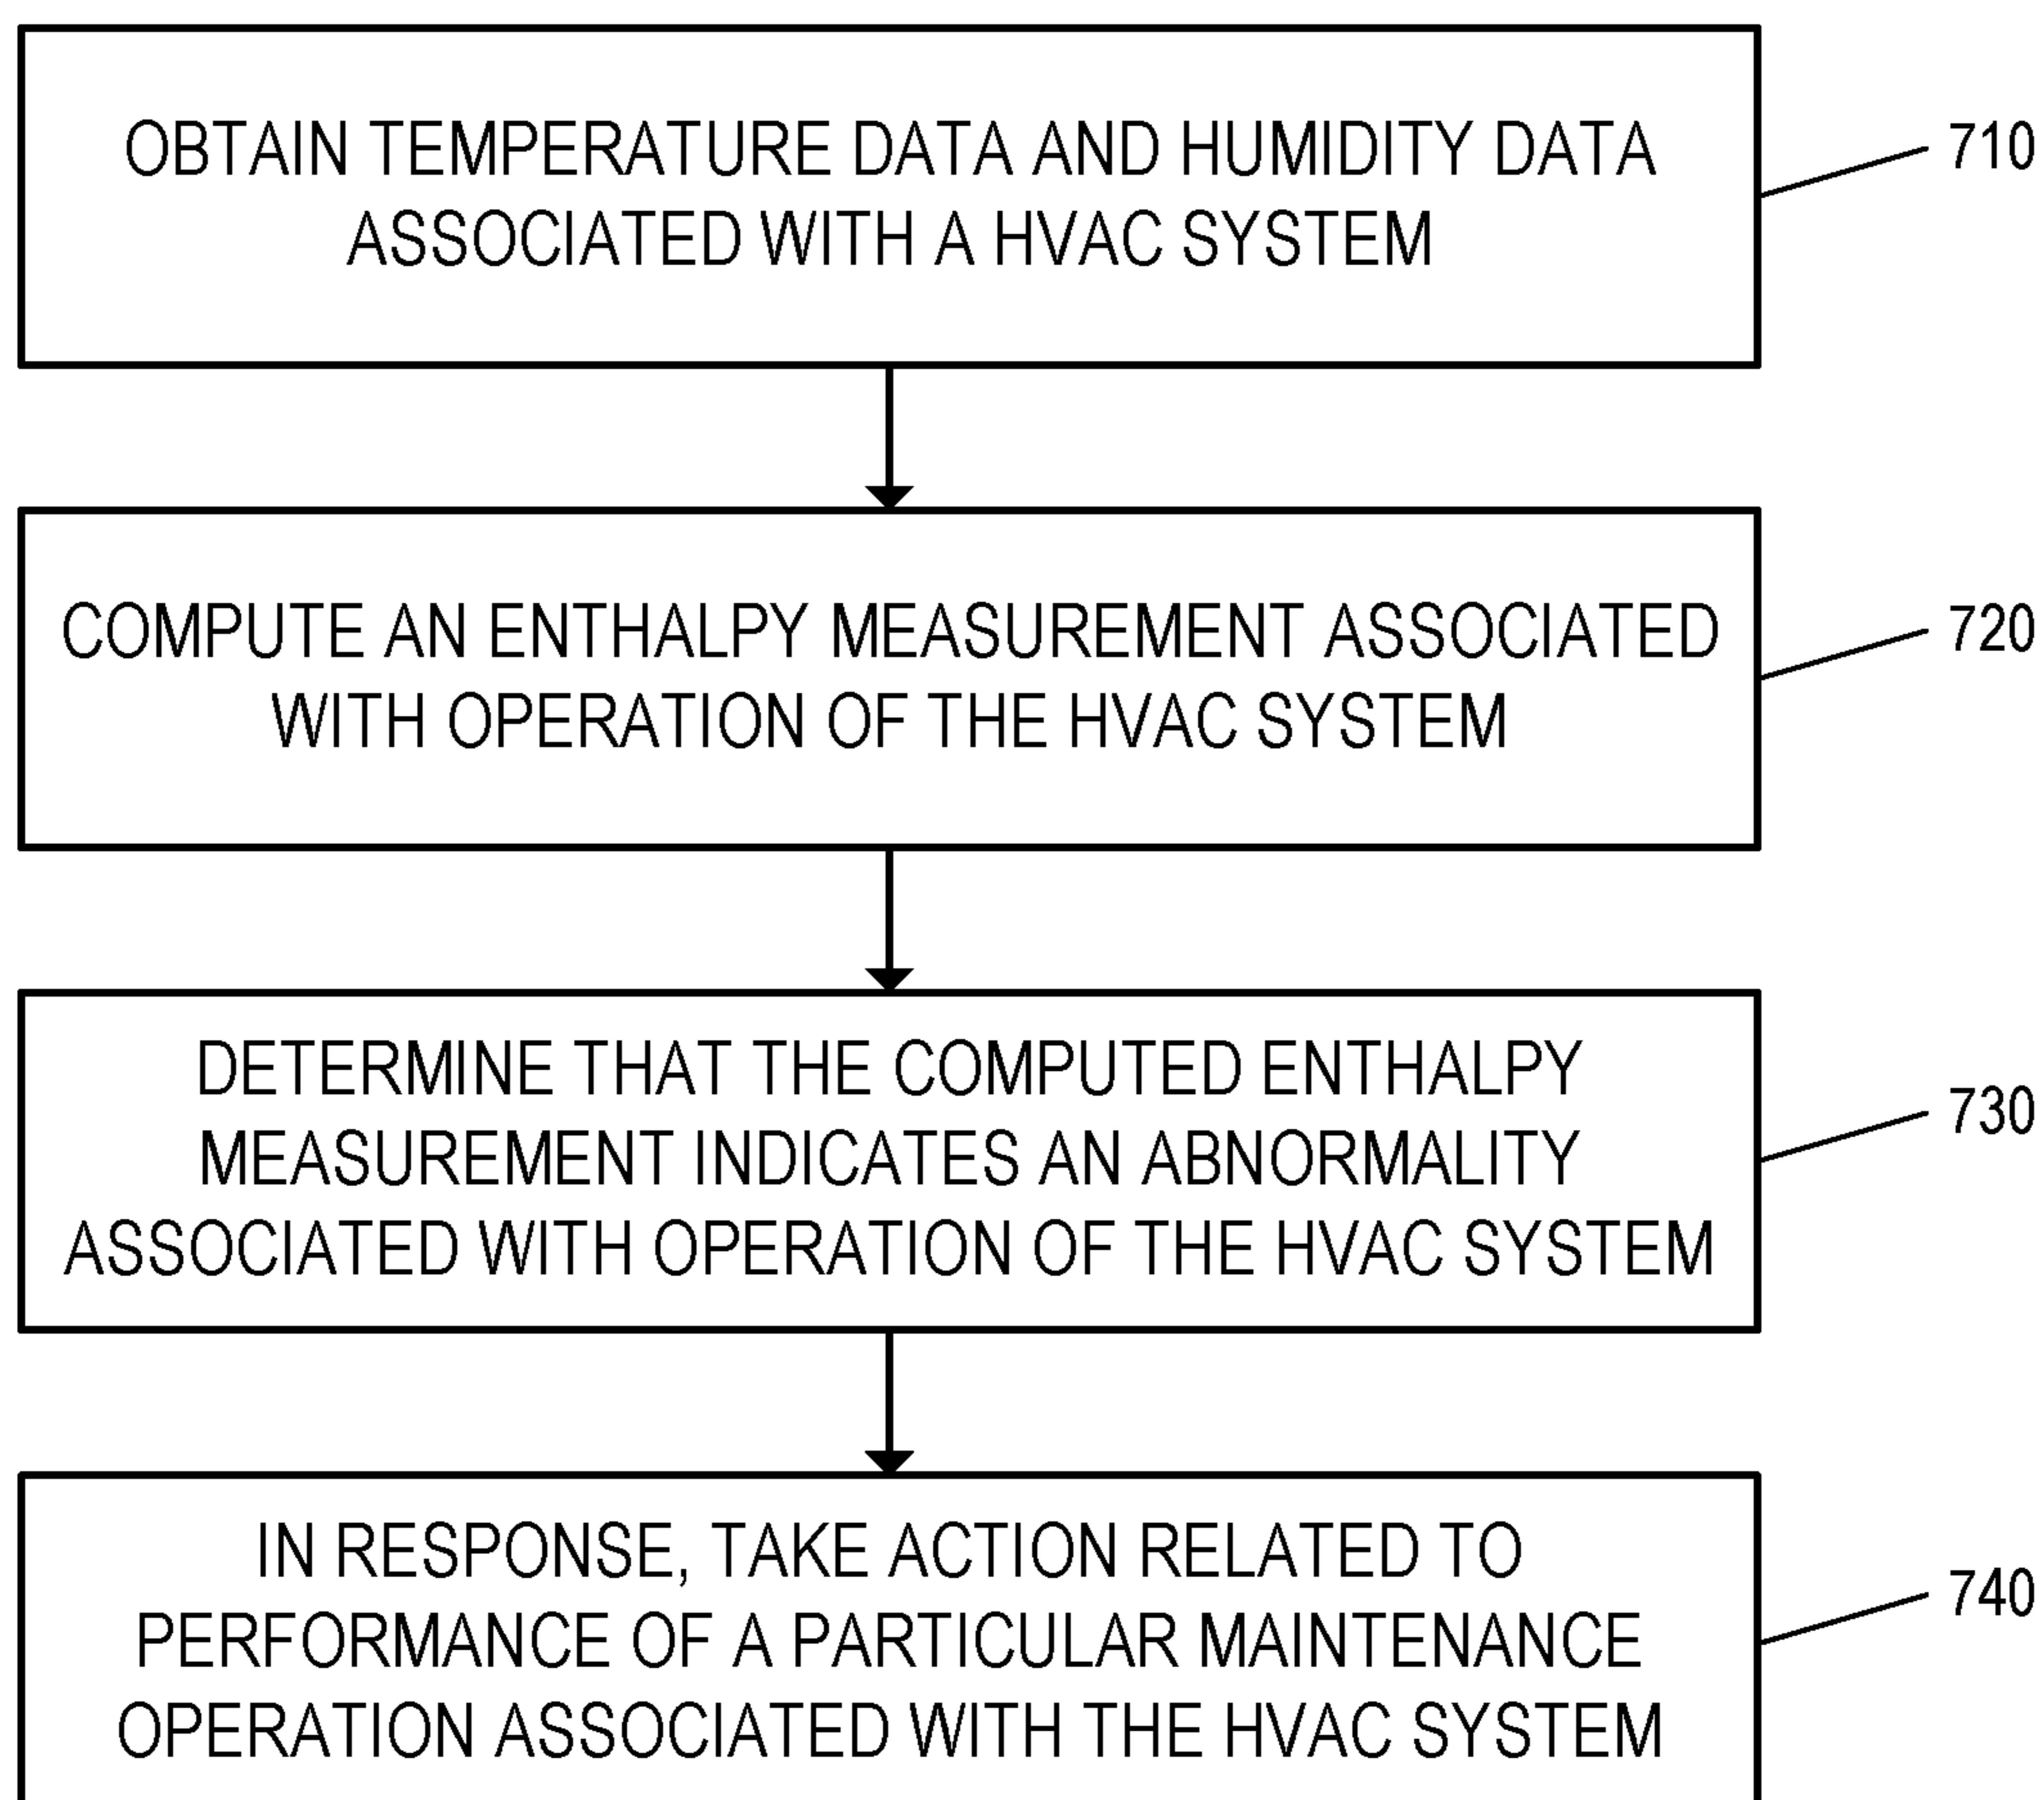 OBTAIN TEMPERATURE DATA AND HUMIDITY DATA
ASSOCIATED WITH A HVAC SYSTEM
710
COMPUTE AN ENTHALPY MEASUREMENT ASSOCIATED
WITH OPERATION OF THE HVAC SYSTEM
720
DETERMINE THAT THE COMPUTED ENTHALPY
MEASUREMENT INDICATES AN ABNORMALITY
ASSOCIATED WITH OPERATION OF THE HVAC SYSTEM
730
IN RESPONSE, TAKE ACTION RELATED TO
PERFORMANCE OF A PARTICULAR MAINTENANCE
OPERATION ASSOCIATED WITH THE HVAC SYSTEM
740